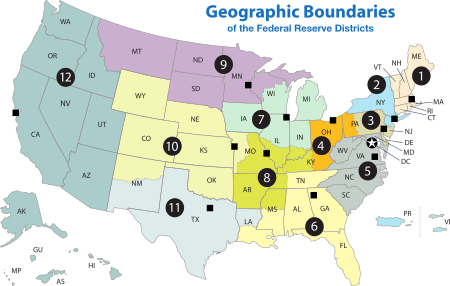 Geographic Boundaries
of the Federal Reserve Districts
WA
MT
ND
MN
OR
ID
SD
WI
MI
VT
NH
ME
1
2
NY
MA
RI
CT
9
12
WY
NV
UT
CA
AZ
IA
7
IL
IN
OH
PA
3
NJ
DE
MD
DC
NE
CO
10
KS
MO
4
KY
WV
VA
5
8
NM
OK
AR
TN
NC
SC
11
TX
LA
MS
AL
GA
6
FL
AK
GU
HI
MP
AS
PR
VI